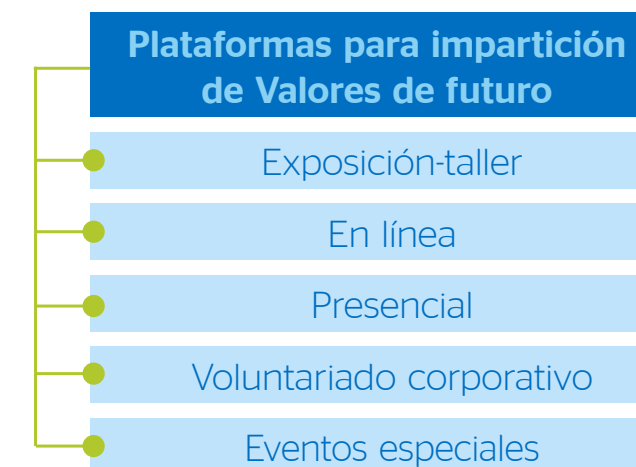 Plataformas para impartición
de Valores de futuro
Exposición-taller
En línea
Presencial
Voluntariado corporativo
Eventos especiales